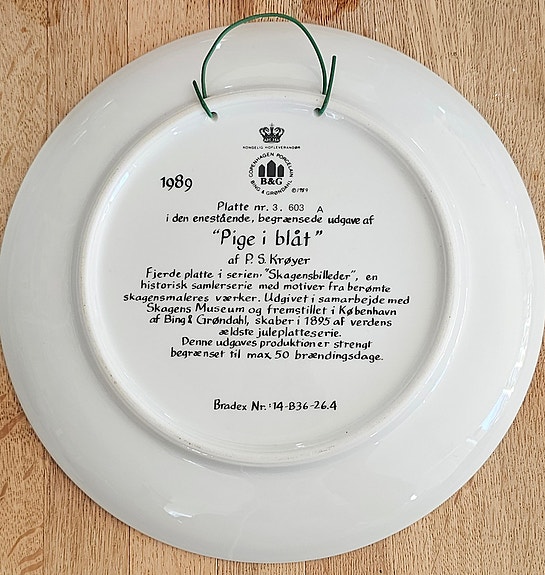 KONGELIG HOFLEVERANDØR
COPENHAGEN PORCELAIN
B&G
BING & GRØNDAHL
©1989
1989
Platte nr. 3. 603 A
i den enestående, begrænsede udgave af
"Pige i blåt"
af P. S. Krøyer
Fjerde platte i serien. "Skagensbilleder", en
historisk samlerserie med motiver fra berømte
skagensmaleres værker. Udgivet i samarbejde med
Skagens Museum og fremstillet i København
af Bing & Grøndahl, skaber i 1895 af verdens
ældste juleplatteserie.
Denne udgaves produktion er strengt
begrænset til max. 50 brændingsdage.
Bradex Nr.: 14-B36-26.4